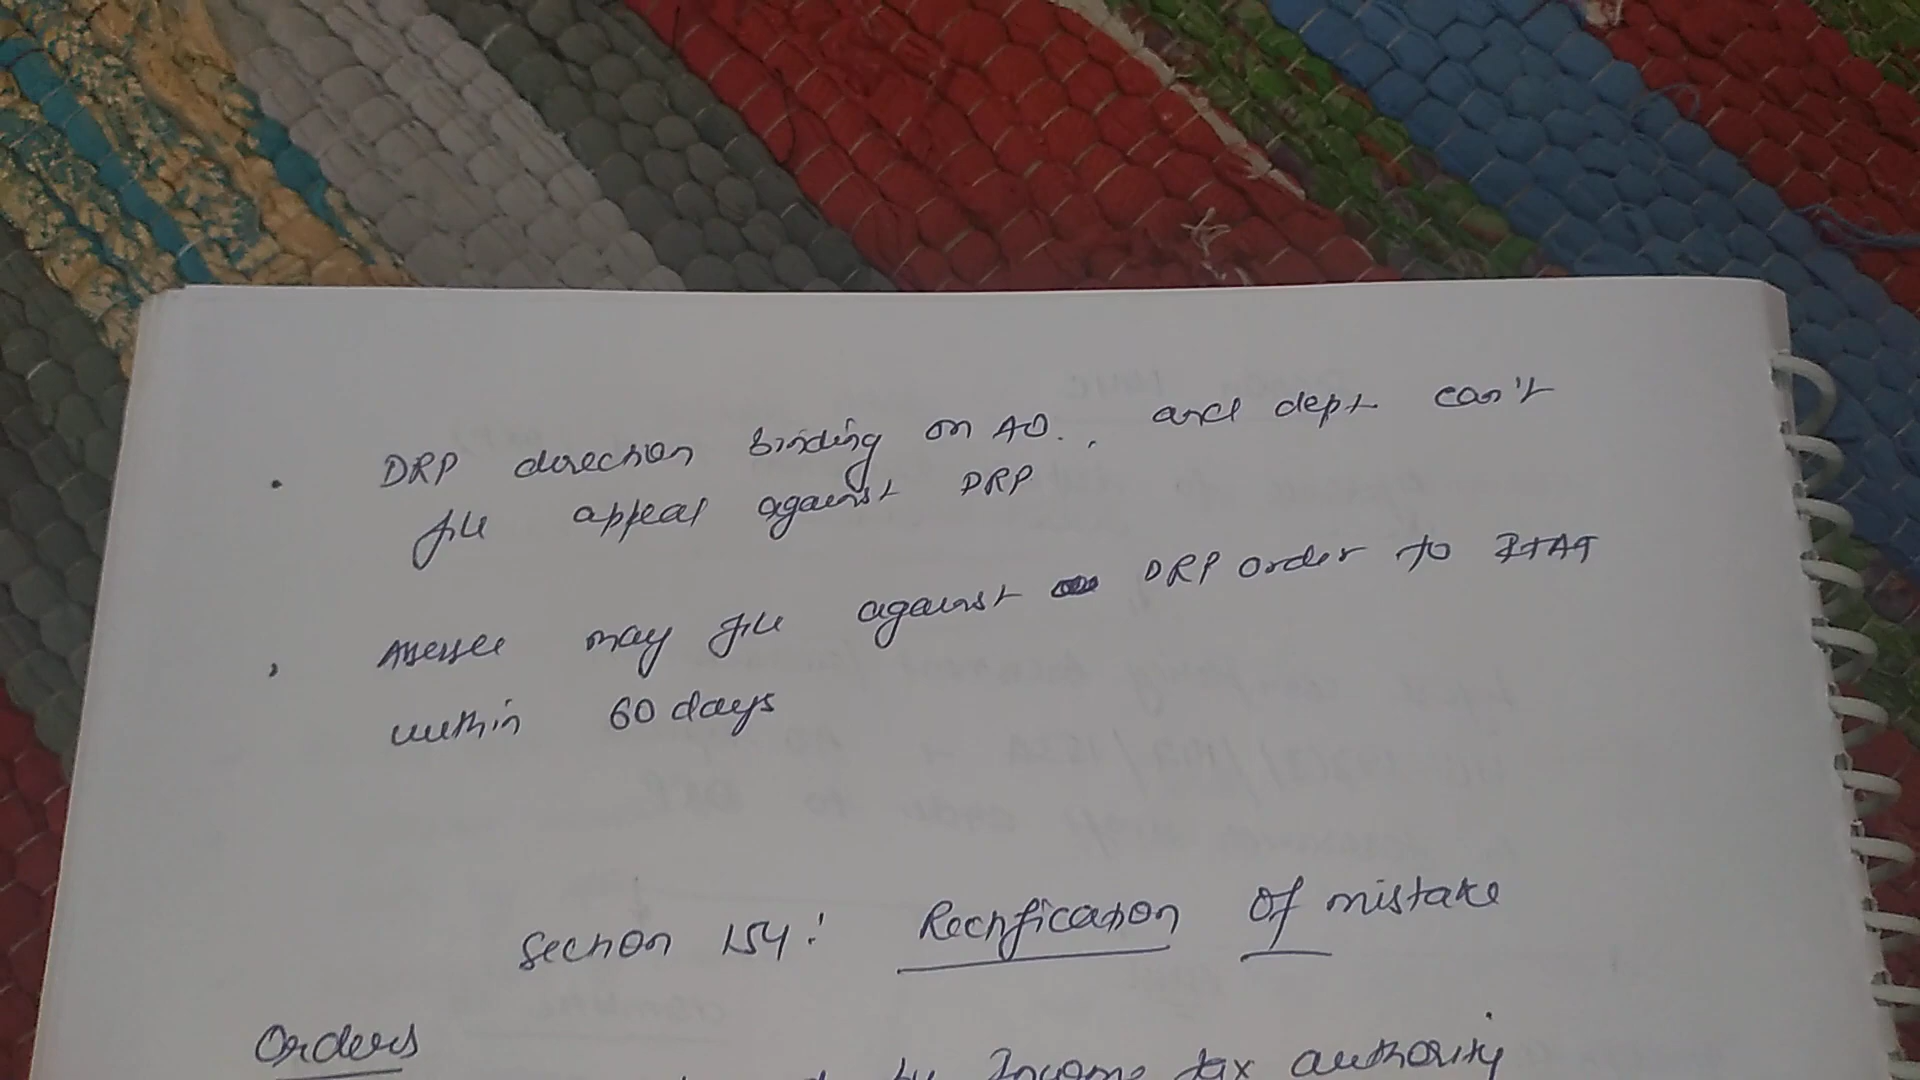 . DRP direction binding on AO., and dept can't
file appeal against DRP
, Assessee may file against DRP order to ITAT
within 60 days
Section 154: Rectification of mistake
Orders
by Income tax authority